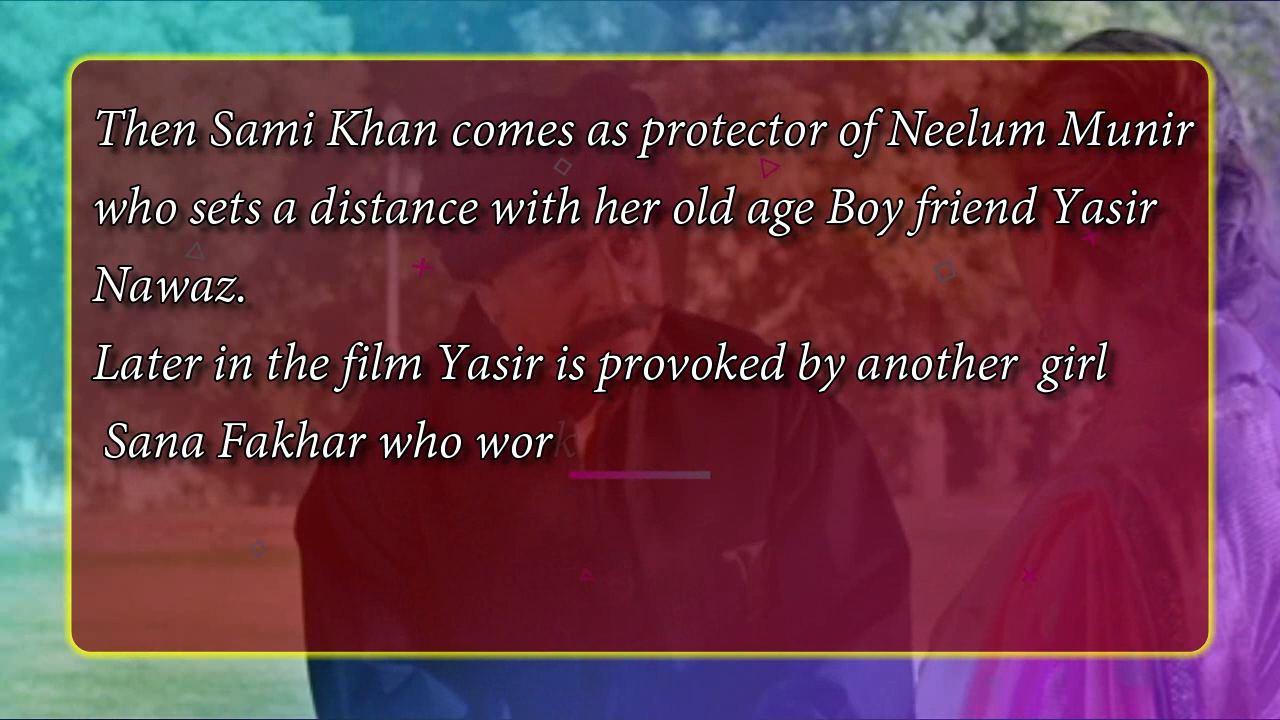 Then Sami Khan comes as protector of Neelum Munir
who sets a distance with her old age Boy friend Yasir
Nawaz.
Later in the film Yasir is provoked by another girl
Sana Fakhar who work